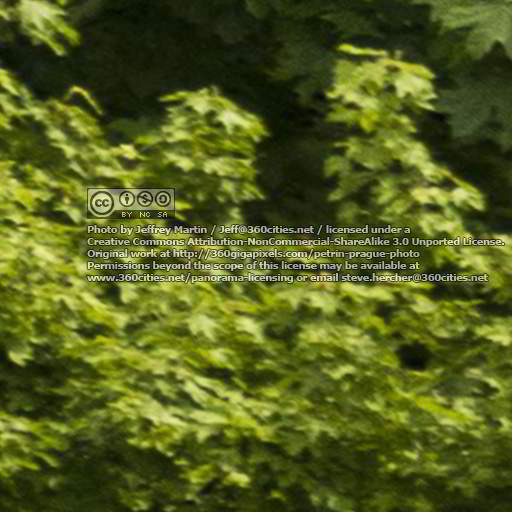 cc BY NC SA
Photo by Jeffrey Martin / Jeff@360cities.net / licensed under a
Creative Commons Attribution-NonCommercial-ShareAlike 3.0 Unported License.
Original work at http://360gigapixels.com/petrin-prague-photo
Permissions beyond the scope of this license may be available at
www.360cities.net/panorama-licensing or email steve.hercher@360cities.net